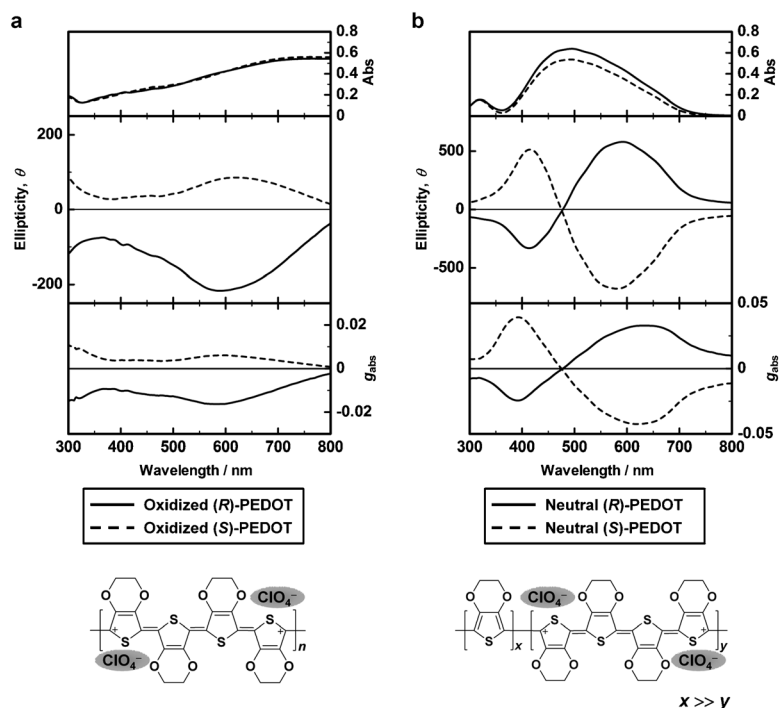 a
0.8
0.6
0.4
0.2
0
Abs
200
0
-200
Ellipticity, θ
0.02
0
-0.02
gabs
300 400 500 600 700 800
Wavelength / nm
Oxidized (R)-PEDOT
Oxidized (S)-PEDOT
O O O O
S S
ClO4−
+ S S +
n
ClO4−
O O O O
b
0.8
0.6
0.4
0.2
0
Abs
500
0
-500
Ellipticity, θ
0.05
0
-0.05
gabs
300 400 500 600 700 800
Wavelength / nm
Neutral (R)-PEDOT
Neutral (S)-PEDOT
ClO4−
O O O O O O
S S
S x + S S + y
O O O O
ClO4−
x >> y